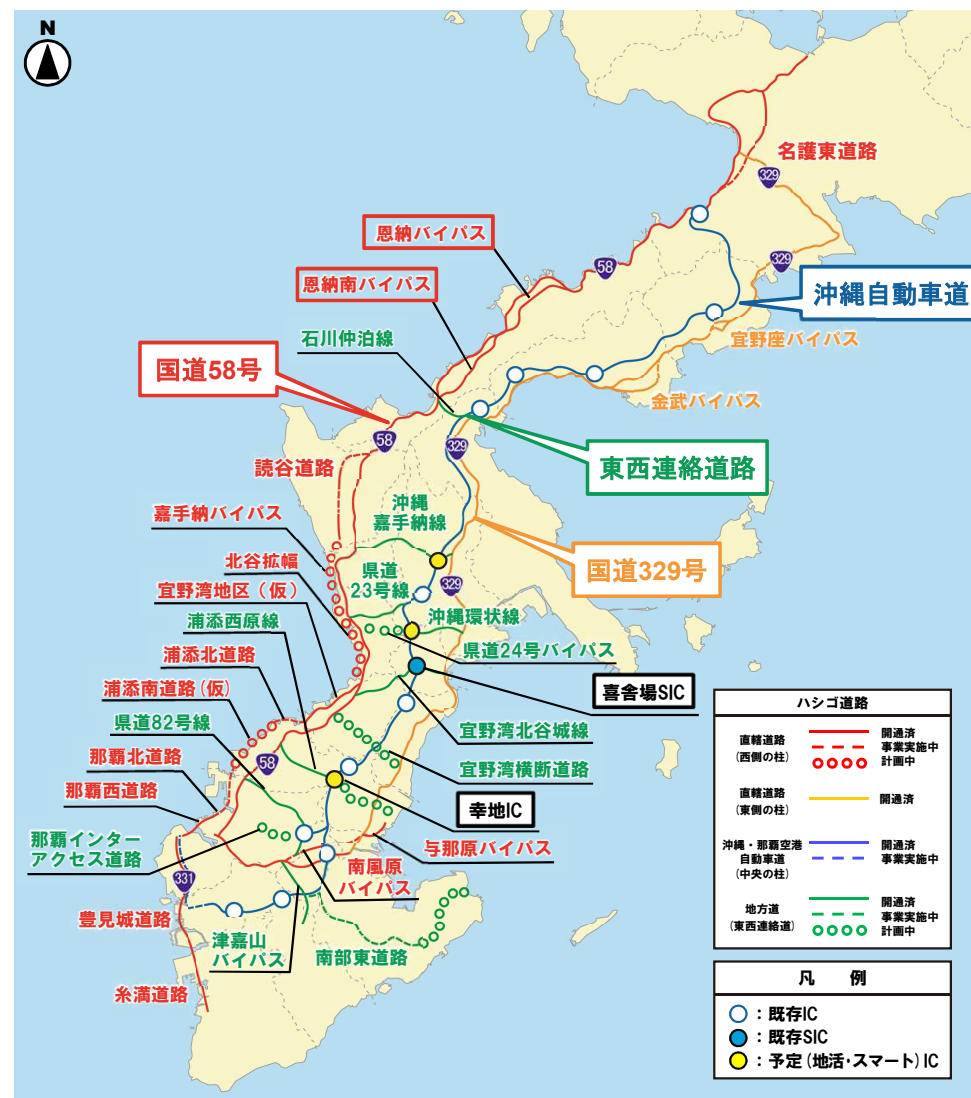 N
名護東道路
329
恩納バイパス
58
329
恩納南バイパス
沖縄自動車道
石川仲泊線
宜野座バイパス
国道58号
金武バイパス
58
329
東西連絡道路
読谷道路
沖縄
嘉手納線
嘉手納バイパス
国道329号
北谷拡幅
県道
23号線
329
宜野湾地区(仮)
沖縄環状線
浦添西原線
県道24号バイパス
浦添北道路
喜舎場SIC
浦添南道路(仮)
県道82号線
宜野湾北谷城線
那覇北道路
58
宜野湾横断道路
那覇西道路
幸地IC
那覇インター
アクセス道路
与那原バイパス
南風原
バイパス
331
豊見城道路
津嘉山
バイパス
南部東道路
糸満道路
ハシゴ道路
直轄道路
(西側の柱)
開通済
事業実施中
計画中
直轄道路
(東側の柱)
開通済
沖縄・那覇空港
自動車道
(中央の柱)
開通済
事業実施中
地方道
(東西連絡道)
開通済
事業実施中
計画中
凡 例
:既存IC
:既存SIC
:予定(地活・スマート)IC